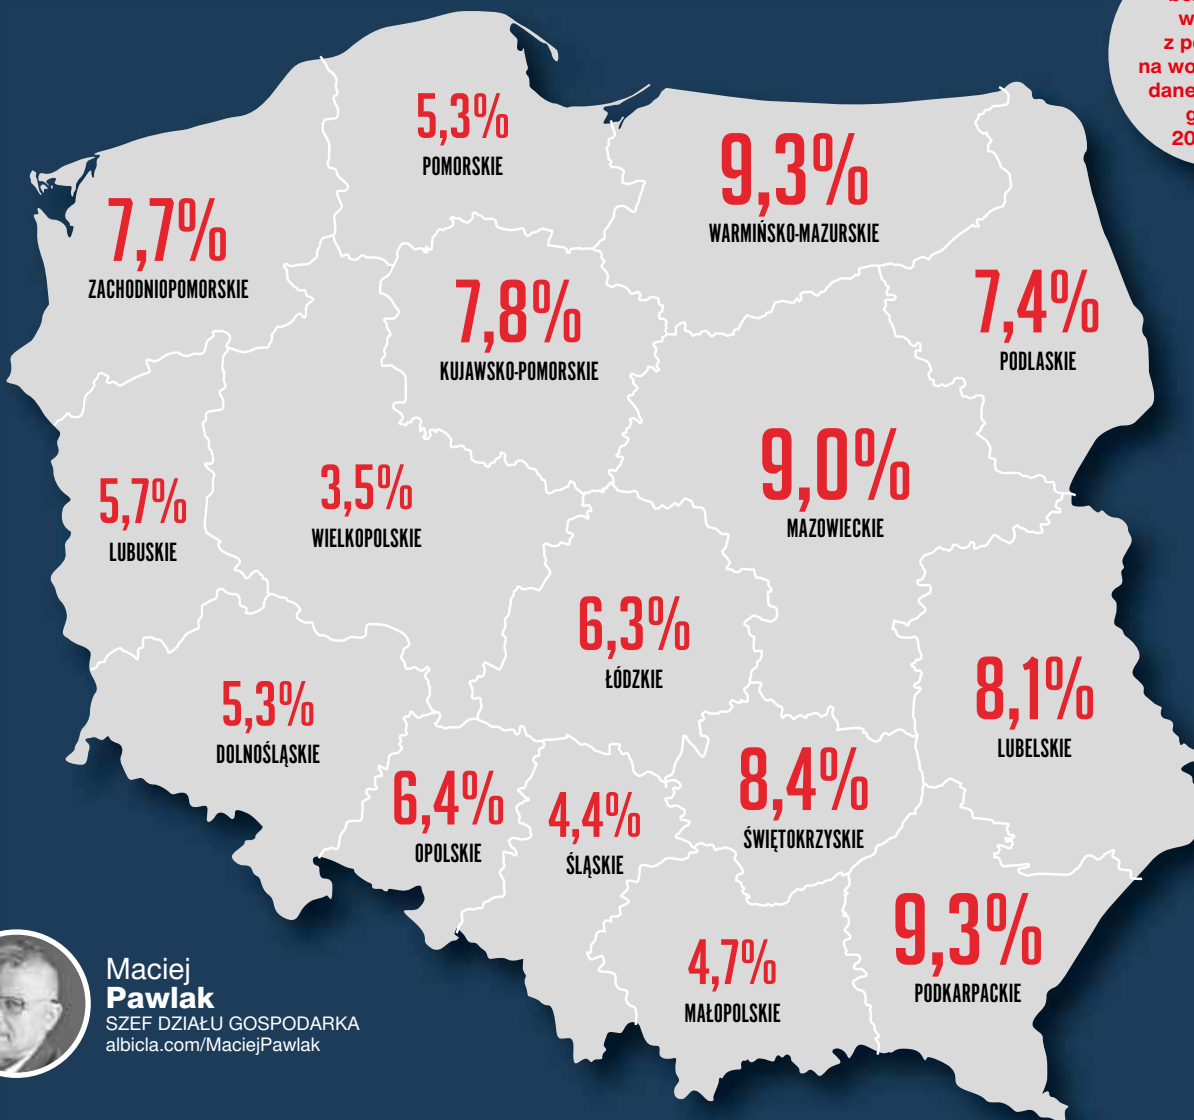 z
na
dane
5,3%
POMORSKIE
9,3%
WARMIŃSKO-MAZURSKIE
7,7%
ZACHODNIOPOMORSKIE
7,8%
KUJAWSKO-POMORSKIE
7,4%
PODLASKIE
9,0%
MAZOWIECKIE
5,7%
LUBUSKIE
3,5%
WIELKOPOLSKIE
6,3%
ŁÓDZKIE
8,1%
LUBELSKIE
5,3%
DOLNOŚLĄSKIE
6,4%
OPOLSKIE
4,4%
ŚLĄSKIE
8,4%
ŚWIĘTOKRZYSKIE
9,3%
PODKARPACKIE
4,7%
MAŁOPOLSKIE
Maciej
Pawlak
SZEF DZIAŁU GOSPODARKA
albicla.com/MaciejPawlak